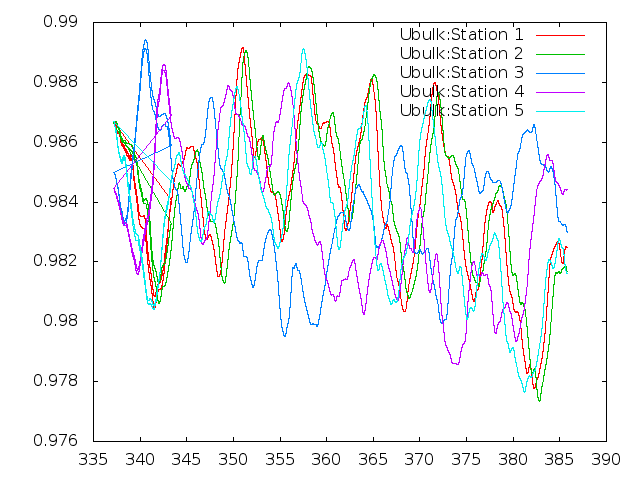 0.99
0.988
0.986
0.984
0.982
0.98
0.978
0.976
335 340 345 350 355 360 365 370 375 380 385 390
Ubulk:Station 1
Ubulk:Station 2
Ubulk:Station 3
Ubulk:Station 4
Ubulk:Station 5